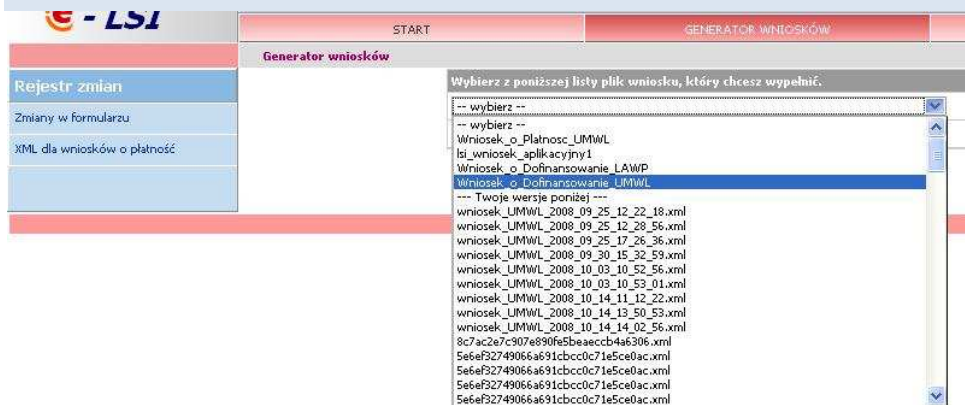 e - LSI
START
GENERATOR WNIOSKÓW
Generator wniosków
Rejestr zmian
Zmiany w formularzu
XML dla wniosków o płatność
Wybierz z poniższej listy plik wniosku, który chcesz wypełnić.
-- wybierz --
-- wybierz --
Wniosek_o_Platnosc_UMWL
lsi_wniosek_aplikacyjny1
Wniosek_o_Dofinansowanie_LAWP
Wniosek_o_Dofinansowanie_UMWL
--- Twoje wersje poniżej ---
wniosek_UMWL_2008_09_25_12_22_18.xml
wniosek_UMWL_2008_09_25_12_28_56.xml
wniosek_UMWL_2008_09_25_17_26_36.xml
wniosek_UMWL_2008_09_30_15_32_59.xml
wniosek_UMWL_2008_10_03_10_52_56.xml
wniosek_UMWL_2008_10_03_10_53_01.xml
wniosek_UMWL_2008_10_14_11_12_22.xml
wniosek_UMWL_2008_10_14_13_50_53.xml
wniosek_UMWL_2008_10_14_14_02_56.xml
8c7ac2e7c907e890fe5beaeccb4a6306.xml
5e6ef32749066a691cbcc0c71e5ce0ac.xml
5e6ef32749066a691cbcc0c71e5ce0ac.xml
5e6ef32749066a691cbcc0c71e5ce0ac.xml
5e6ef32749066a691cbcc0c71e5ce0ac.xml